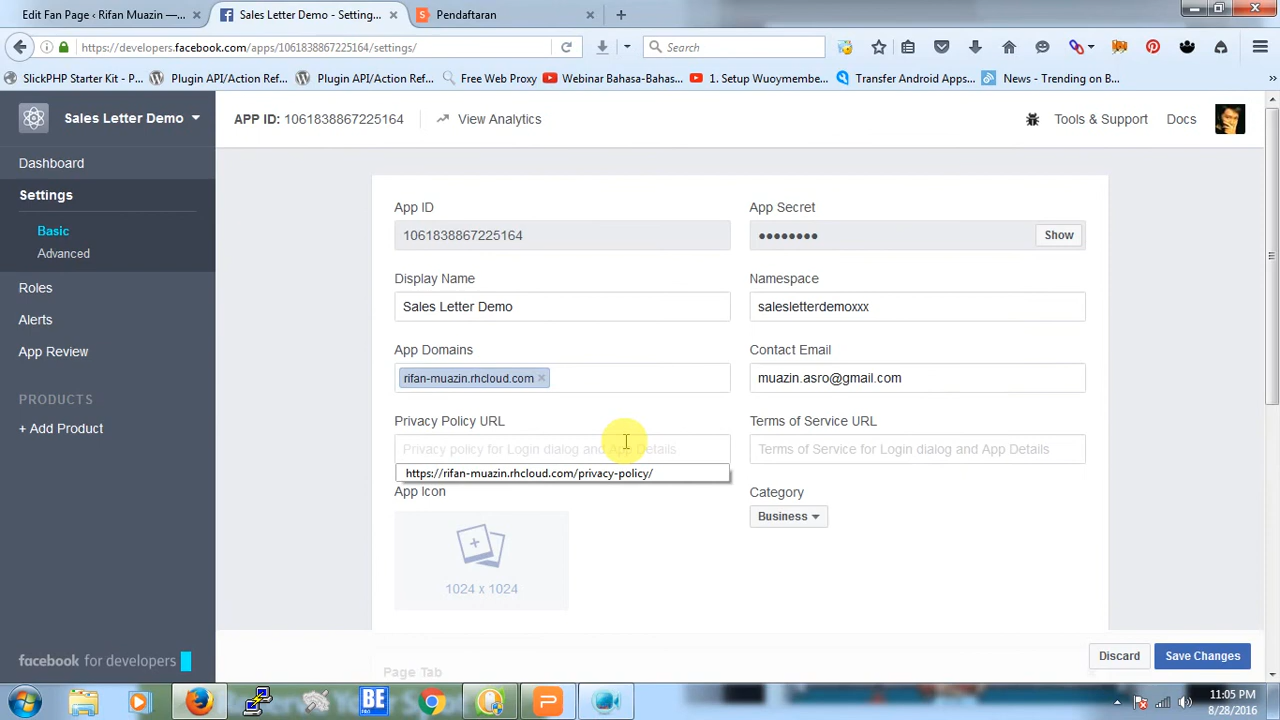 Edit Fan Page ‹ Rifan Muazin —... ×
Sales Letter Demo - Setting... ×
Pendaftaran ×
https://developers.facebook.com/apps/1061838867225164/settings/
Search
SlickPHP Starter Kit - P...
Plugin API/Action Ref...
Plugin API/Action Ref...
Free Web Proxy
Webinar Bahasa-Bahas...
1. Setup Wuoymembe...
Transfer Android Apps...
News - Trending on B...
»
Sales Letter Demo
APP ID: 1061838867225164
View Analytics
Tools & Support
Docs
Dashboard
Settings
Basic
Advanced
Roles
Alerts
App Review
PRODUCTS
+ Add Product
App ID
App Secret
1061838867225164
●●●●●●●●
Show
Display Name
Namespace
Sales Letter Demo
salesletterdemoxxx
App Domains
Contact Email
rifan-muazin.rhcloud.com ×
muazin.asro@gmail.com
Privacy Policy URL
Terms of Service URL
Privacy policy for Login dialog and App Details
Terms of Service for Login dialog and App Details
https://rifan-muazin.rhcloud.com/privacy-policy/
App Icon
Category
Business
1024 x 1024
Page Tab
Discard
Save Changes
facebook for developers
BE
11:05 PM
8/28/2016